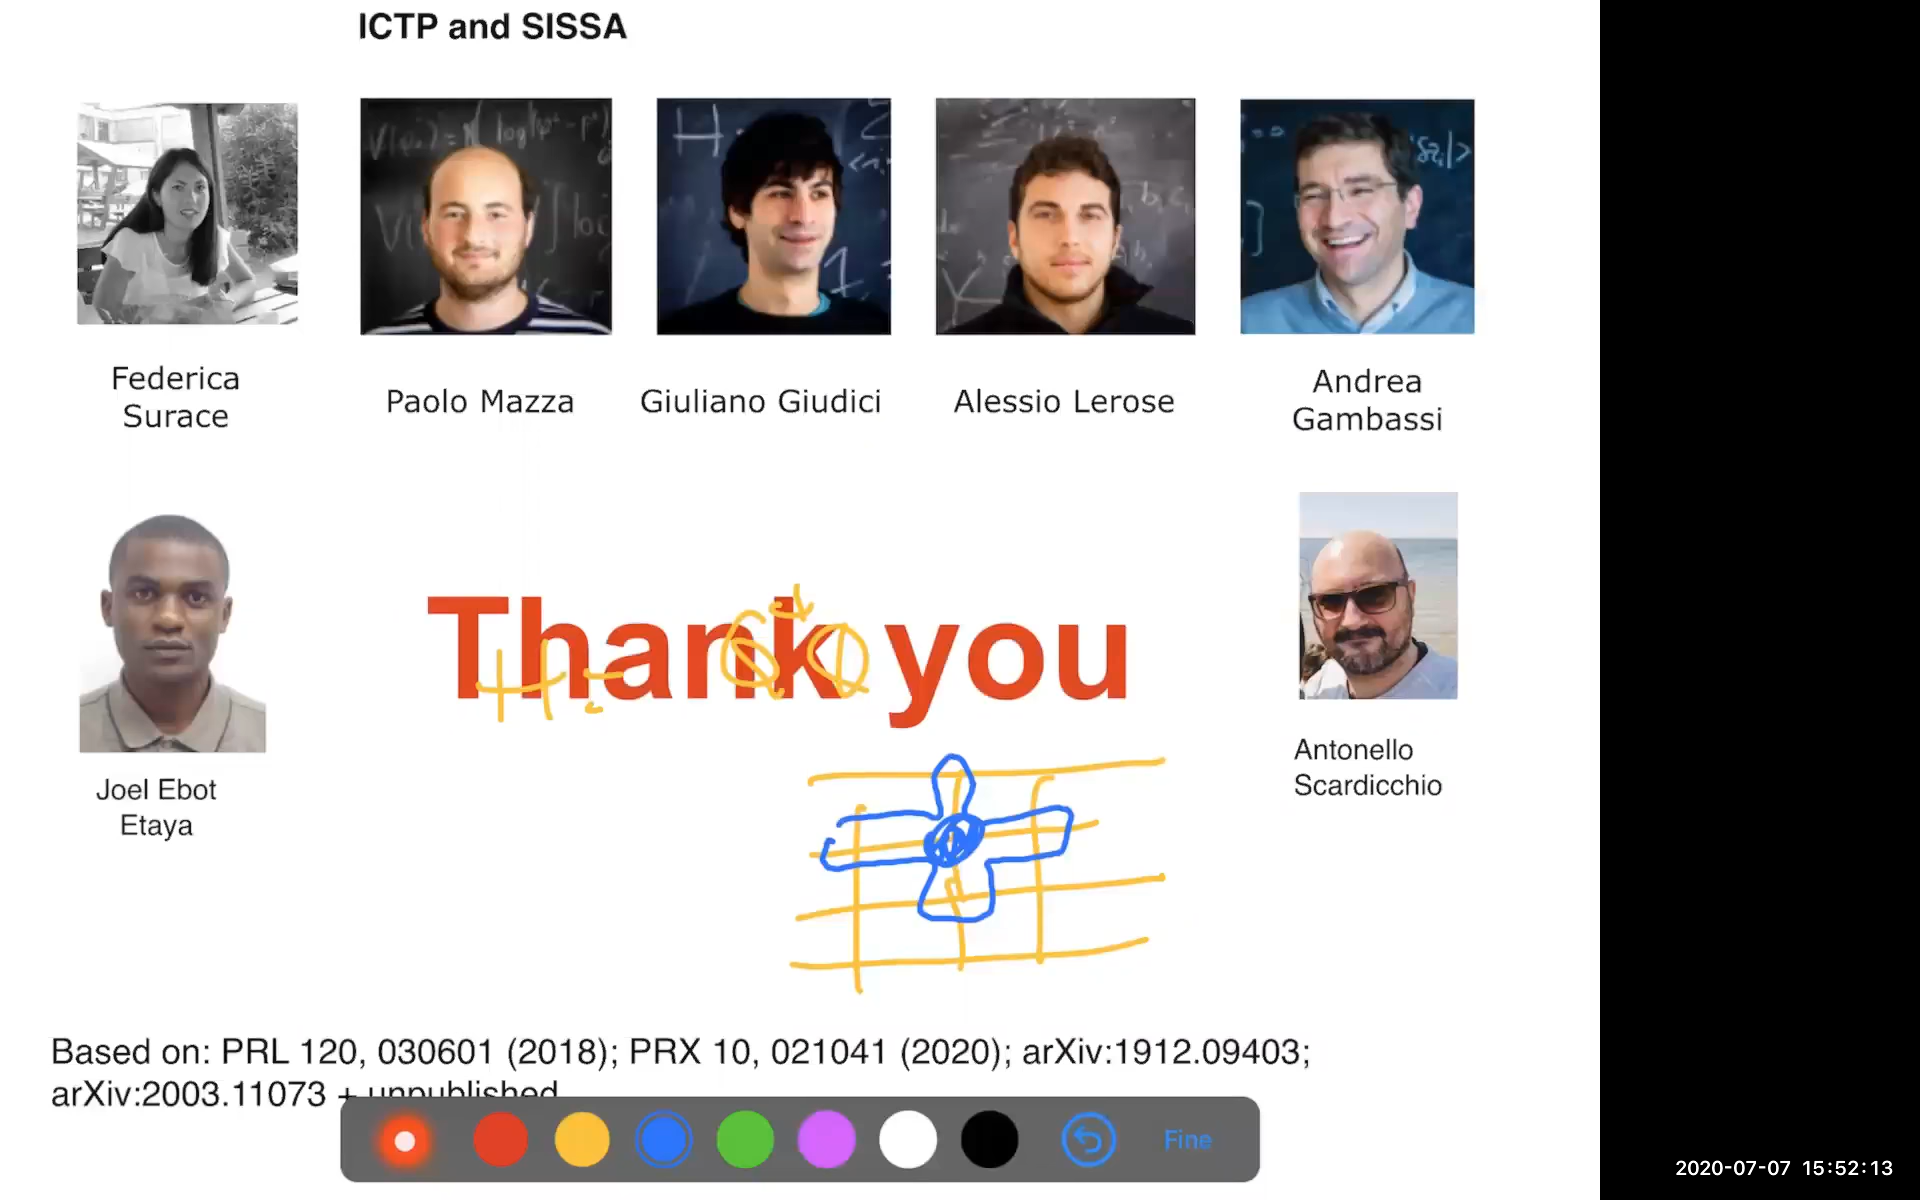 ICTP and SISSA
Federica
Surace
Paolo Mazza
Giuliano Giudici
Alessio Lerose
Andrea
Gambassi
Thank you
Joel Ebot
Etaya
Antonello
Scardicchio
Based on: PRL 120, 030601 (2018); PRX 10, 021041 (2020); arXiv:1912.09403;
arXiv:2003.11073 + unpublished
Fine
2020-07-07 15:52:13